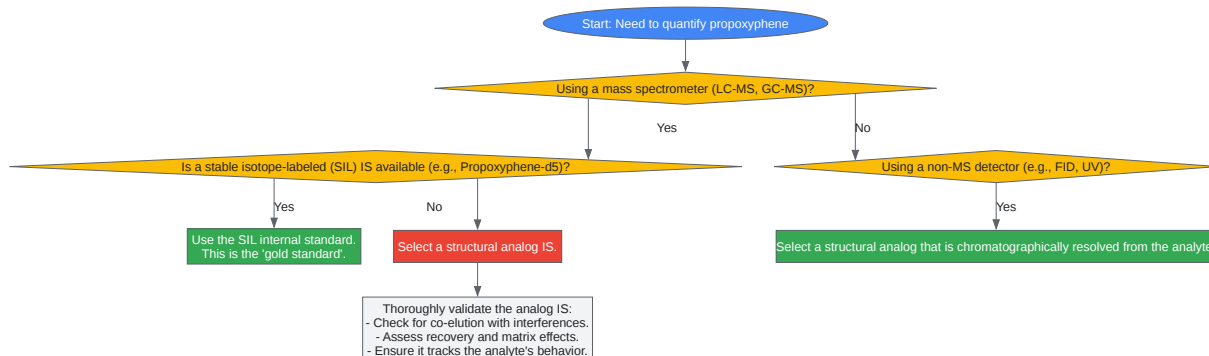 Start: Need to quantify propoxyphene
Using a mass spectrometer (LC-MS, GC-MS)?
Yes
No
Is a stable isotope-labeled (SIL) IS available (e.g., Propoxyphene-d5)?
Using a non-MS detector (e.g., FID, UV)?
Yes
No
Yes
Use the SIL internal standard.
This is the 'gold standard'.
Select a structural analog IS.
Select a structural analog that is chromatographically resolved from the analyte
Thoroughly validate the analog IS:
- Check for co-elution with interferences.
- Assess recovery and matrix effects.
- Ensure it tracks the analyte's behavior.